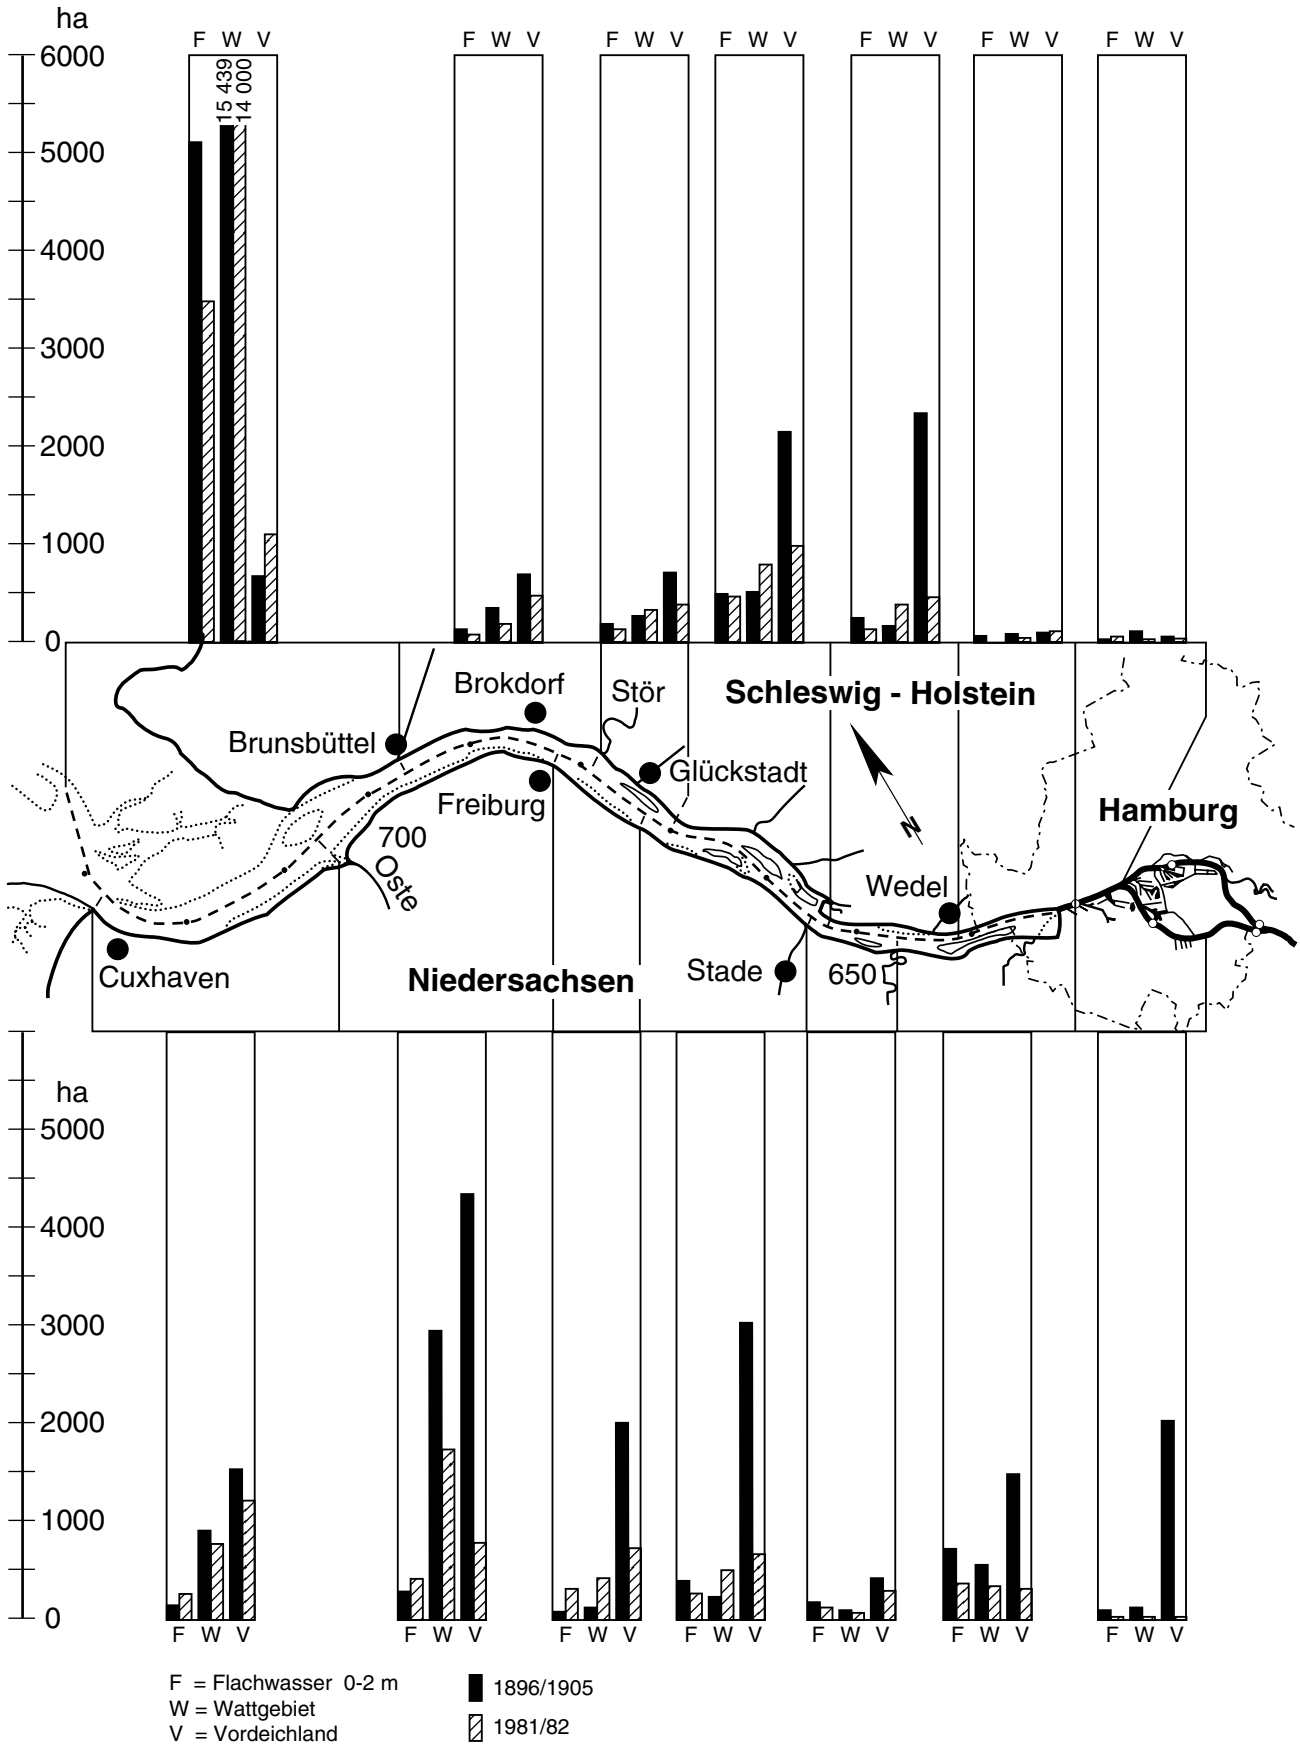 ha
F W V F W V F W V F W V F W V F W V F W V
6000
15 439
14 000
5000
4000
3000
2000
1000
0
Brokdorf
Stör
Schleswig - Holstein
Brunsbüttel
Glückstadt
Freiburg
Hamburg
700
N
Oste
Wedel
Cuxhaven
Niedersachsen
Stade
650
ha
5000
4000
3000
2000
1000
0
F W V F W V F W V F W V F W V F W V F W V
F = Flachwasser 0-2 m
W = Wattgebiet
V = Vordeichland
1896/1905
1981/82